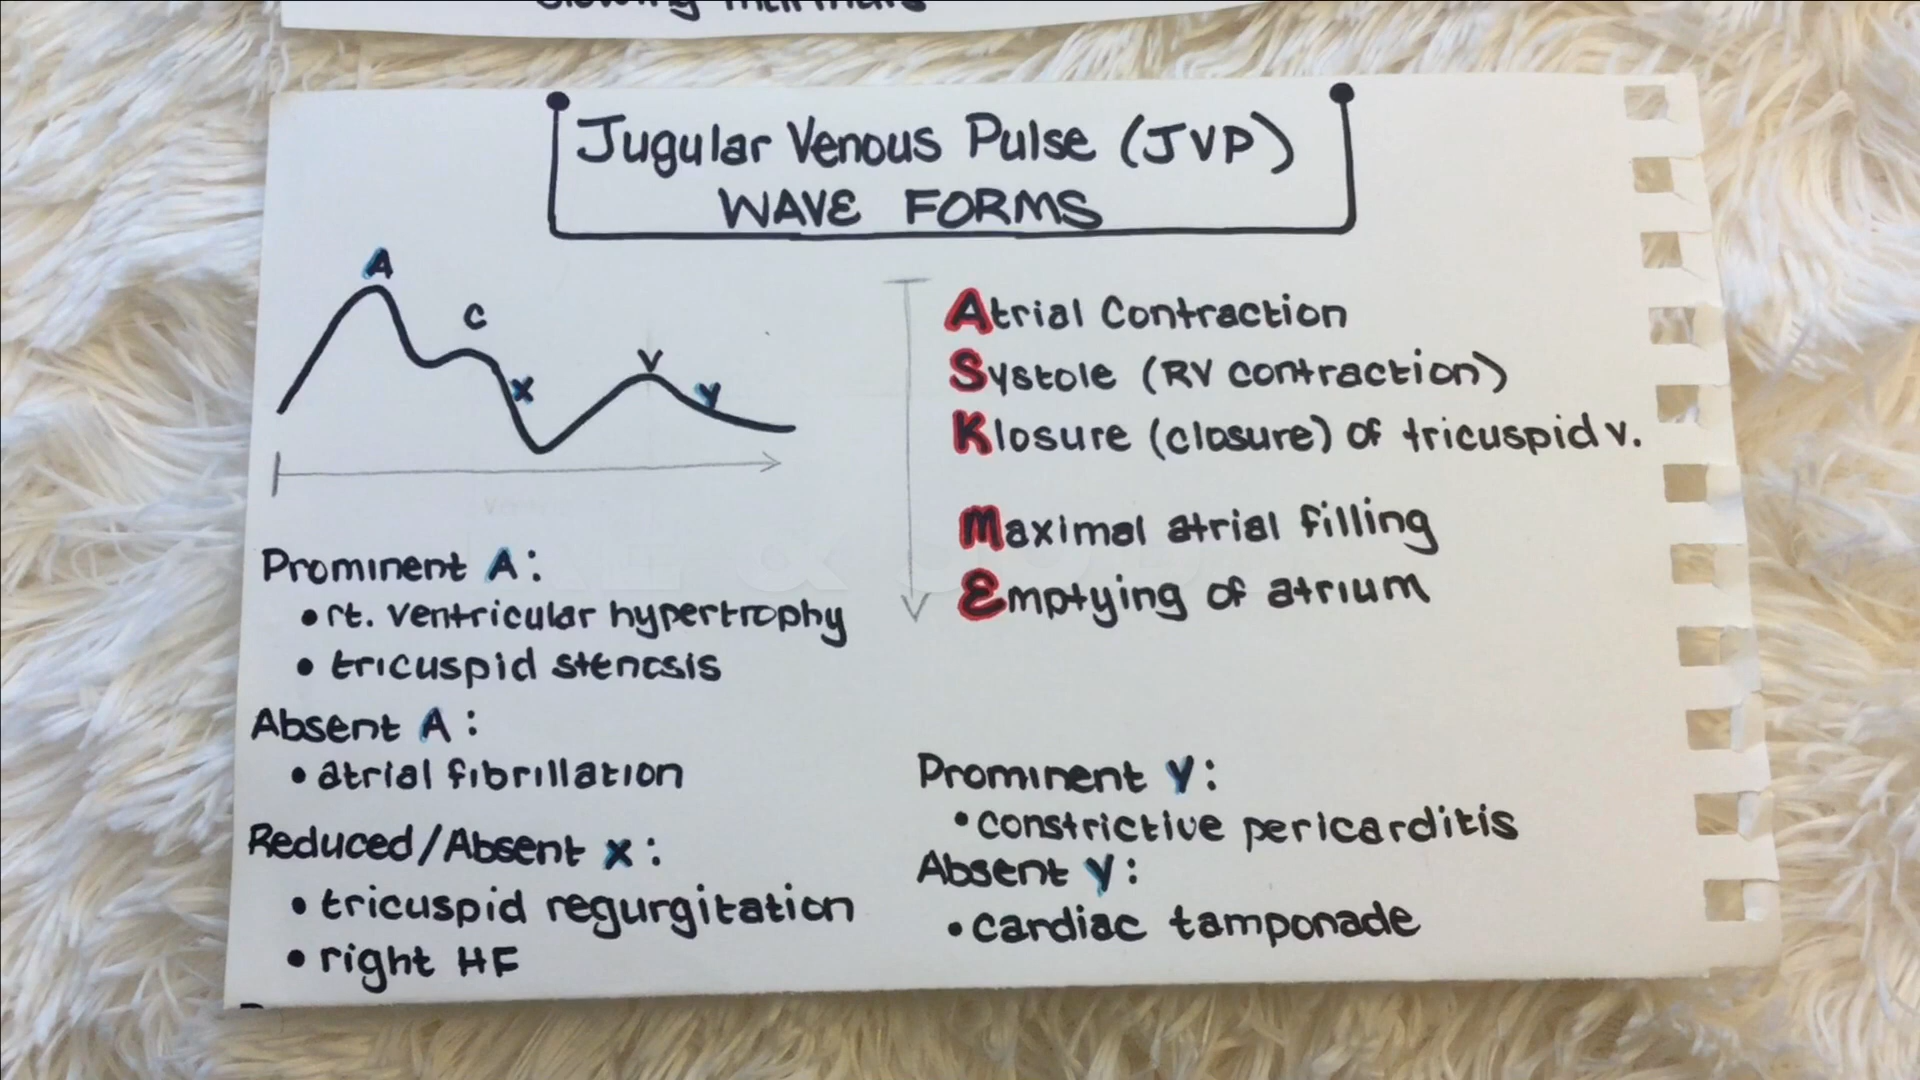 Jugular Venous Pulse (JVP)
WAVE FORMS
A
C
X
V
Y
Atrial Contraction
Systole (RV contraction)
Klosure (closure) of tricuspid v.
Maximal atrial filling
Emptying of atrium
Prominent A:
• rt. ventricular hypertrophy
• tricuspid stenosis
Absent A:
• atrial fibrillation
Reduced/Absent x:
• tricuspid regurgitation
• right HF
Prominent Y:
• constrictive pericarditis
Absent Y:
• cardiac tamponade